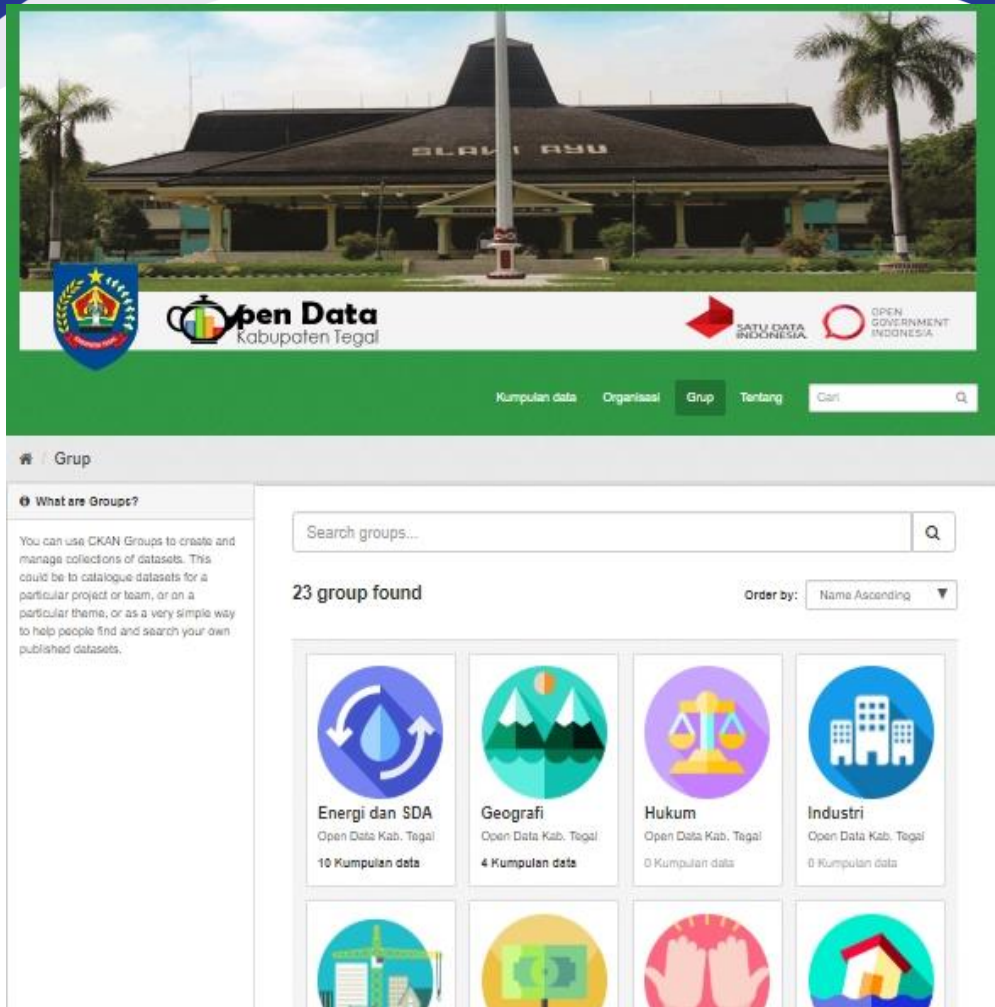 SLAWI AYU
KABUPATEN TEGAL
Open Data
Kabupaten Tegal
SATU DATA
INDONESIA
OPEN
GOVERNMENT
INDONESIA
Kumpulan data Organisasi Grup Tentang Cari
/ Grup
What are Groups?
You can use CKAN Groups to create and
manage collections of datasets. This
could be to catalogue datasets for a
particular project or team, or on a
particular theme, or as a very simple way
to help people find and search your own
published datasets.
Search groups...
23 group found
Order by: Name Ascending
Energi dan SDA
Open Data Kab. Tegal
10 Kumpulan data
Geografi
Open Data Kab. Tegal
4 Kumpulan data
Hukum
Open Data Kab. Tegal
0 Kumpulan data
Industri
Open Data Kab. Tegal
0 Kumpulan data